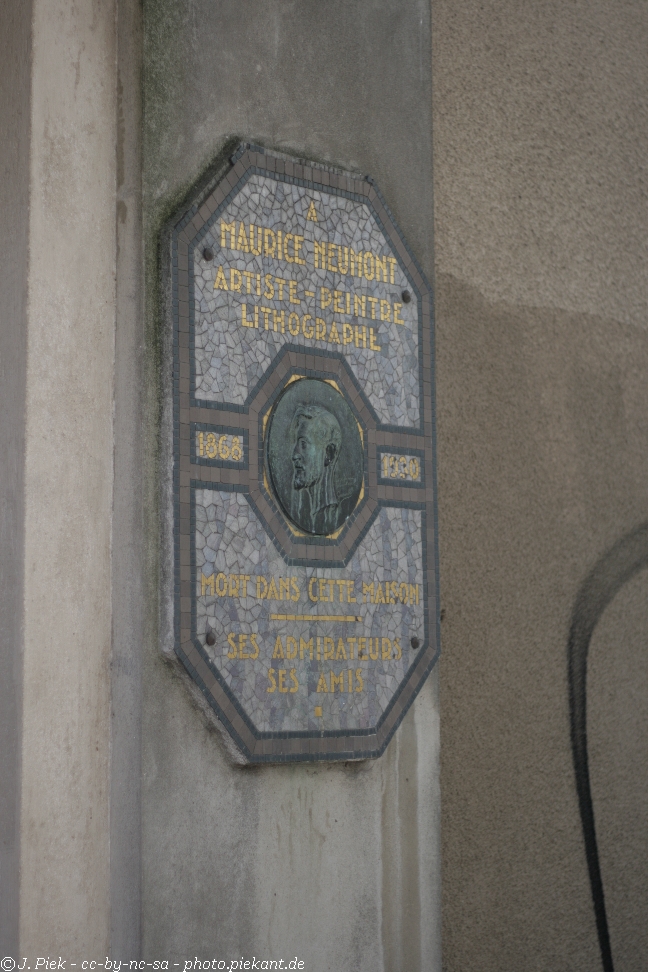 A
MAURICE NEUMONT
ARTISTE-PEINTRE
LITHOGRAPHE
1868
1930
MORT DANS CETTE MAISON
SES ADMIRATEURS
SES AMIS
© J. Piek - cc-by-nc-sa - photo.piekant.de